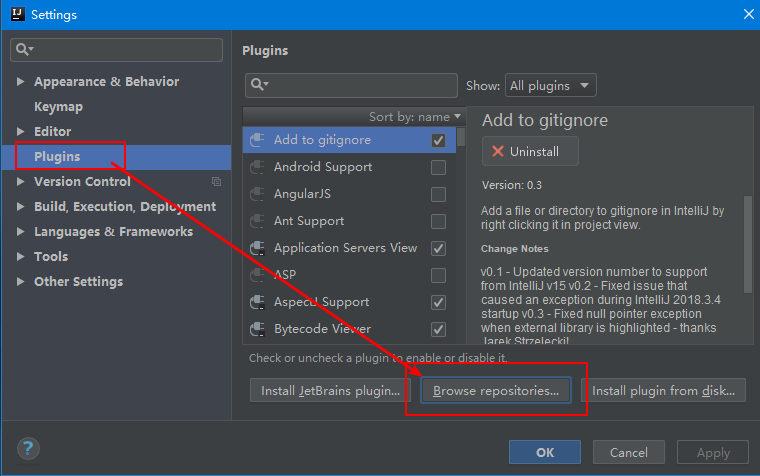 IJ
Settings
Appearance & Behavior
Keymap
Editor
Plugins
Version Control
Build, Execution, Deployment
Languages & Frameworks
Tools
Other Settings
Plugins
Show: All plugins
Sort by: name
Add to gitignore
Android Support
AngularJS
Ant Support
Application Servers View
ASP
AspectJ Support
Bytecode Viewer
Add to gitignore
Uninstall
Version: 0.3
Add a file or directory to gitignore in IntelliJ by
right clicking it in project view.
Change Notes
v0.1 - Updated version number to support
from IntelliJ v15 v0.2 - Fixed issue that
caused an exception during IntelliJ 2018.3.4
startup v0.3 - Fixed null pointer exception
when external library is highlighted - thanks
Jarek Strzelecki!
Check or uncheck a plugin to enable or disable it.
Install JetBrains plugin...
Browse repositories...
Install plugin from disk...
?
OK
Cancel
Apply